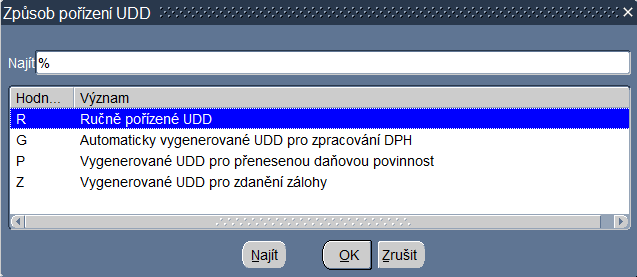 Způsob pořízení UDD
Najít %
Hodn... Význam
R Ručně pořízené UDD
G Automaticky vygenerované UDD pro zpracování DPH
P Vygenerované UDD pro přenesenou daňovou povinnost
Z Vygenerované UDD pro zdanění zálohy
Najít OK Zrušit